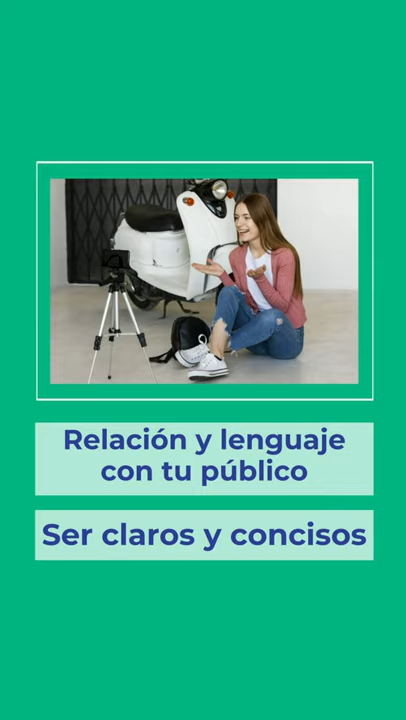 Relación y lenguaje
con tu público
Ser claros y concisos